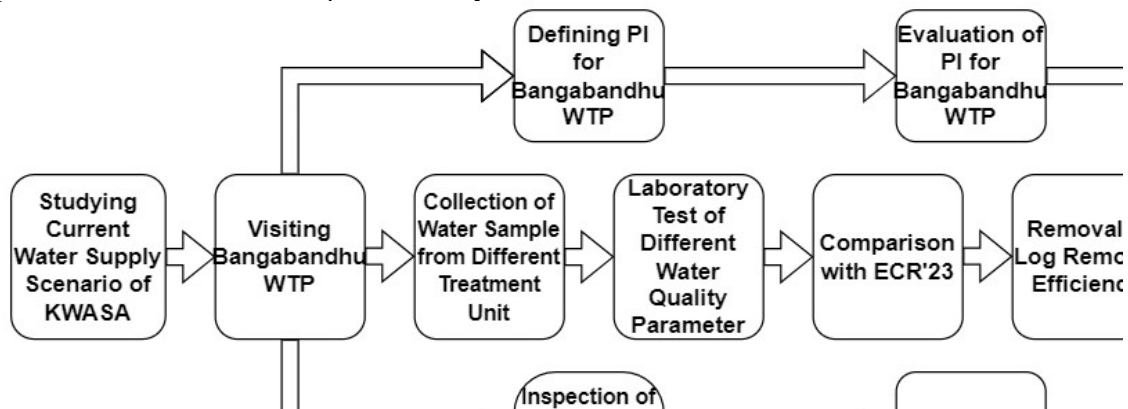 Defining PI
for
Bangabandhu
WTP
Evaluation of
PI for
Bangabandhu
WTP
Studying
Current
Water Supply
Scenario of
KWASA
Visiting
Bangabandhu
WTP
Collection of
Water Sample
from Different
Treatment
Unit
Laboratory
Test of
Different
Water
Quality
Parameter
Comparison
with ECR'23
Removal
Log
Inspection of